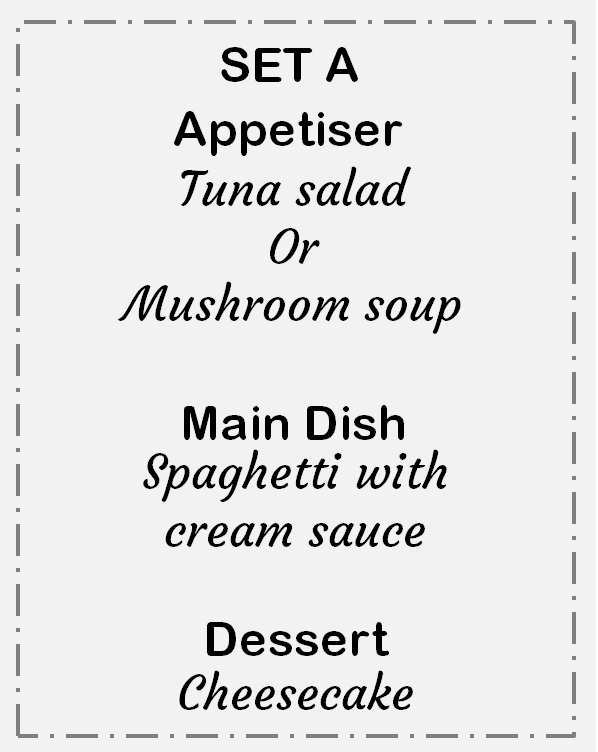 SET A
Appetiser
Tuna salad
Or
Mushroom soup
Main Dish
Spaghetti with
cream sauce
Dessert
Cheesecake